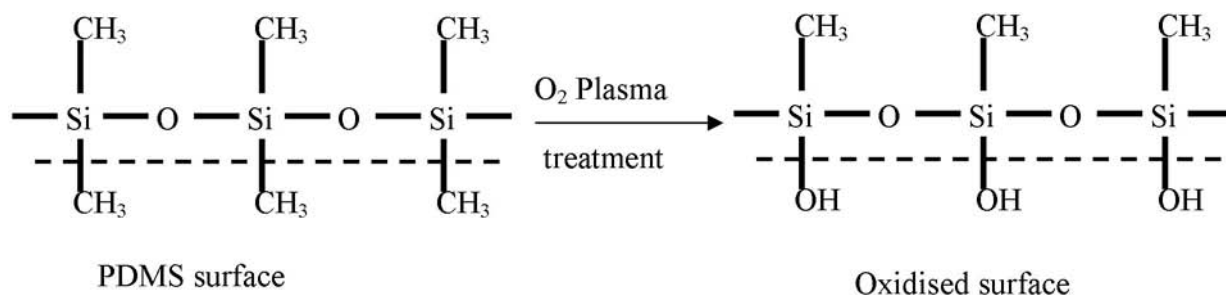 CH₃ CH₃ CH₃ CH₃ CH₃ CH₃
Si O Si O Si O₂ Plasma treatment Si O Si O Si
CH₃ CH₃ CH₃ OH OH OH
PDMS surface Oxidised surface